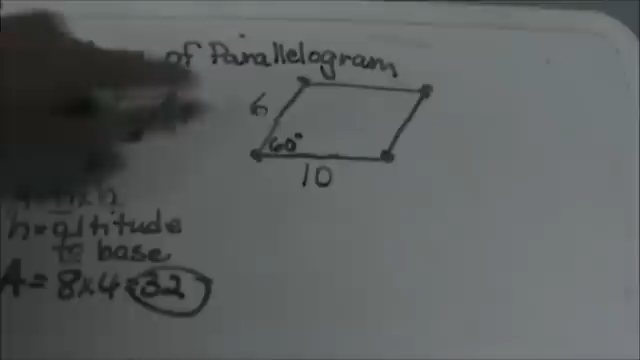 of Parallelogram
6
60°
10
h = altitude
to base
A = 8x4 = 32